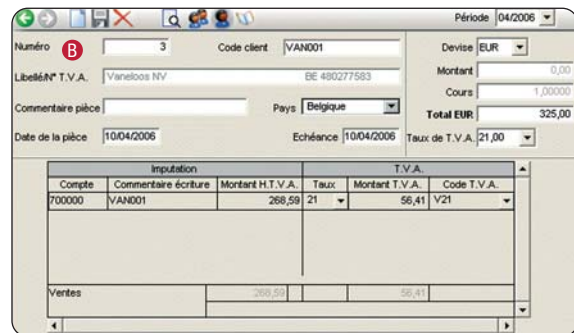 Période 04/2006
Numéro B 3 Code client VAN001 Devise EUR
Libellé/N° T.V.A. Vaneloos NV BE 480277583 Montant 0,00
Cours 1,00000
Commentaire pièce Pays Belgique Total EUR 325,00
Date de la pièce 10/04/2006 Echéance 10/04/2006 Taux de T.V.A. 21,00
Imputation T.V.A.
Compte Commentaire écriture Montant H.T.V.A. Taux Montant T.V.A. Code T.V.A.
700000 VAN001 268,59 21 56,41 V21
Ventes 268,59 56,41